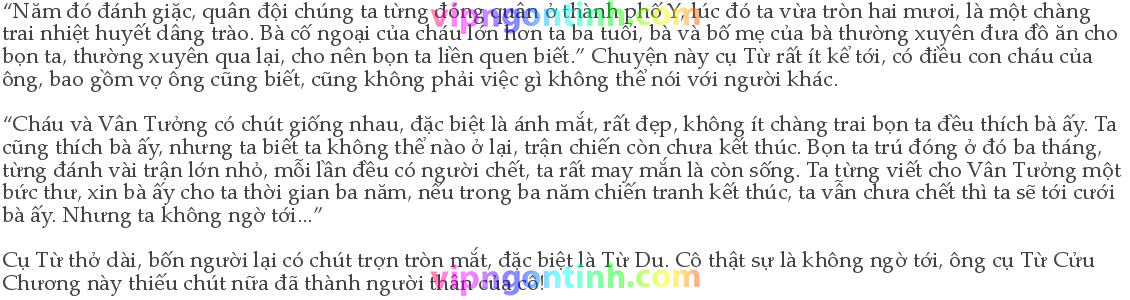 “Năm đó đánh giặc, quân đội chúng ta từng đóng quân ở thành phố Y, lúc đó ta vừa tròn hai mươi, là một chàng
trai nhiệt huyết dâng trào. Bà cố ngoại của cháu lớn hơn ta ba tuổi, bà và bố mẹ của bà thường xuyên đưa đồ ăn cho
bọn ta, thường xuyên qua lại, cho nên bọn ta liền quen biết.” Chuyện này cụ Từ rất ít kể tới, có điều con cháu của
ông, bao gồm vợ ông cũng biết, cũng không phải việc gì không thể nói với người khác.
“Cháu và Vân Tưởng có chút giống nhau, đặc biệt là ánh mắt, rất đẹp, không ít chàng trai bọn ta đều thích bà ấy. Ta
cũng thích bà ấy, nhưng ta biết ta không thể nào ở lại, trận chiến còn chưa kết thúc. Bọn ta trú đóng ở đó ba tháng,
từng đánh vài trận lớn nhỏ, mỗi lần đều có người chết, ta rất may mắn là còn sống. Ta từng viết cho Vân Tưởng một
bức thư, xin bà ấy cho ta thời gian ba năm, nếu trong ba năm chiến tranh kết thúc, ta vẫn chưa chết thì ta sẽ tới cưới
bà ấy. Nhưng ta không ngờ tới...”
Cụ Từ thở dài, bốn người lại có chút trọn tròn mắt, đặc biệt là Từ Du. Cô thật sự là không ngờ tới, ông cụ Từ Cửu
Chương này thiếu chút nữa đã thành người thân của cô!
vipngontinh.com
vipngontinh.com